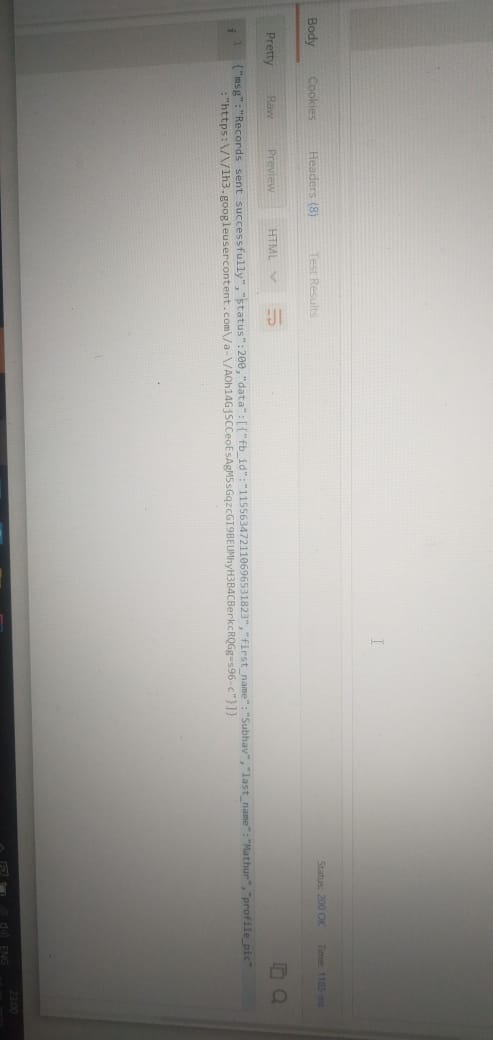 Body Cookies Headers (8) Test Results Status: 200 OK Time: 1185 ms
Pretty Raw Preview HTML
1 {"msg":"Records sent successfully","status":200,"data":[{"fb_id":"115563472110696531823","first_name":"Subhav","last_name":"Mathur","profile_pic"
:"https:\/\/lh3.googleusercontent.com\/a-\/AOh14GjSCCeoEsAgM5sGqzcGI9BEUMhyH3B4CBerkcRQGg=s96-c"}]}
ENG 23:00